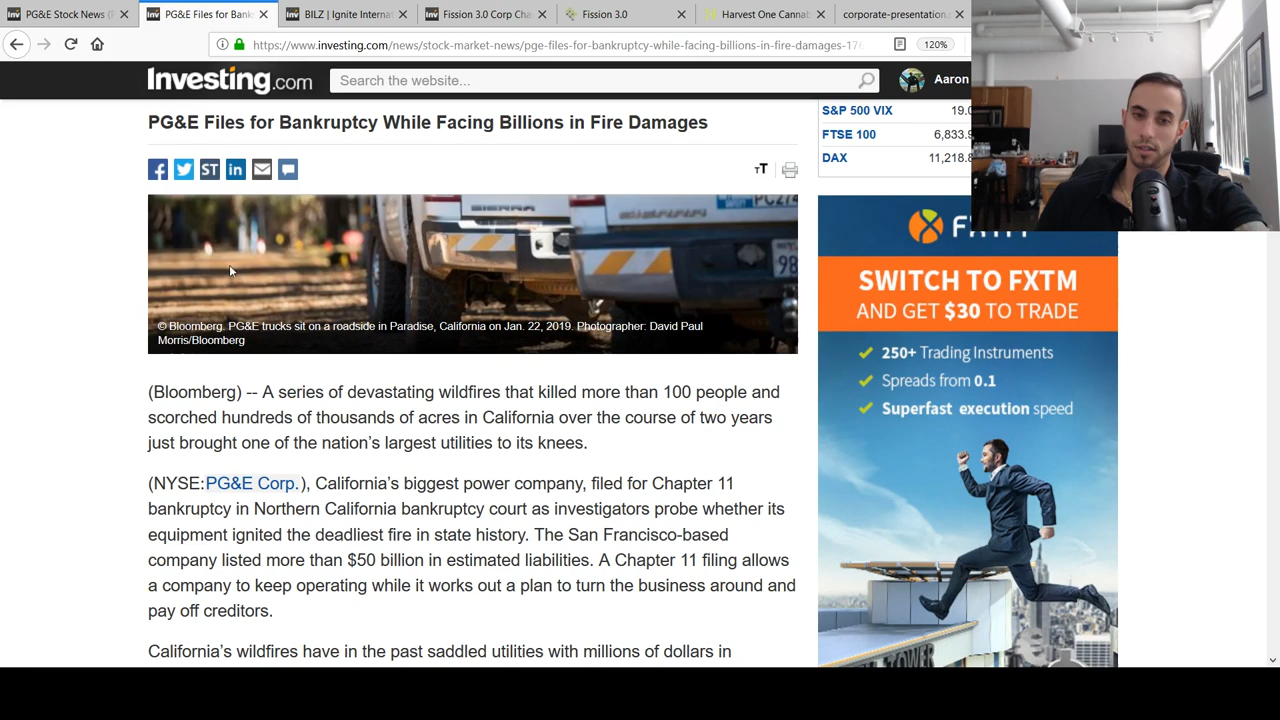 PG&E Stock News (P
PG&E Files for Bank
BILZ | Ignite Internat
Fission 3.0 Corp Cha
Fission 3.0
Harvest One Cannab
corporate-presentation.
https://www.investing.com/news/stock-market-news/pge-files-for-bankruptcy-while-facing-billions-in-fire-damages-176
120%
Investing.com
Search the website...
Aaron
PG&E Files for Bankruptcy While Facing Billions in Fire Damages
ST
in
TT
SIERRA
PC274
98
© Bloomberg. PG&E trucks sit on a roadside in Paradise, California on Jan. 22, 2019. Photographer: David Paul
Morris/Bloomberg
(Bloomberg) -- A series of devastating wildfires that killed more than 100 people and
scorched hundreds of thousands of acres in California over the course of two years
just brought one of the nation's largest utilities to its knees.
(NYSE:PG&E Corp.), California's biggest power company, filed for Chapter 11
bankruptcy in Northern California bankruptcy court as investigators probe whether its
equipment ignited the deadliest fire in state history. The San Francisco-based
company listed more than $50 billion in estimated liabilities. A Chapter 11 filing allows
a company to keep operating while it works out a plan to turn the business around and
pay off creditors.
California's wildfires have in the past saddled utilities with millions of dollars in
S&P 500 VIX 19.0
FTSE 100 6,833.9
DAX 11,218.8
FXTM
SWITCH TO FXTM
AND GET $30 TO TRADE
250+ Trading Instruments
Spreads from 0.1
Superfast execution speed
TOWER